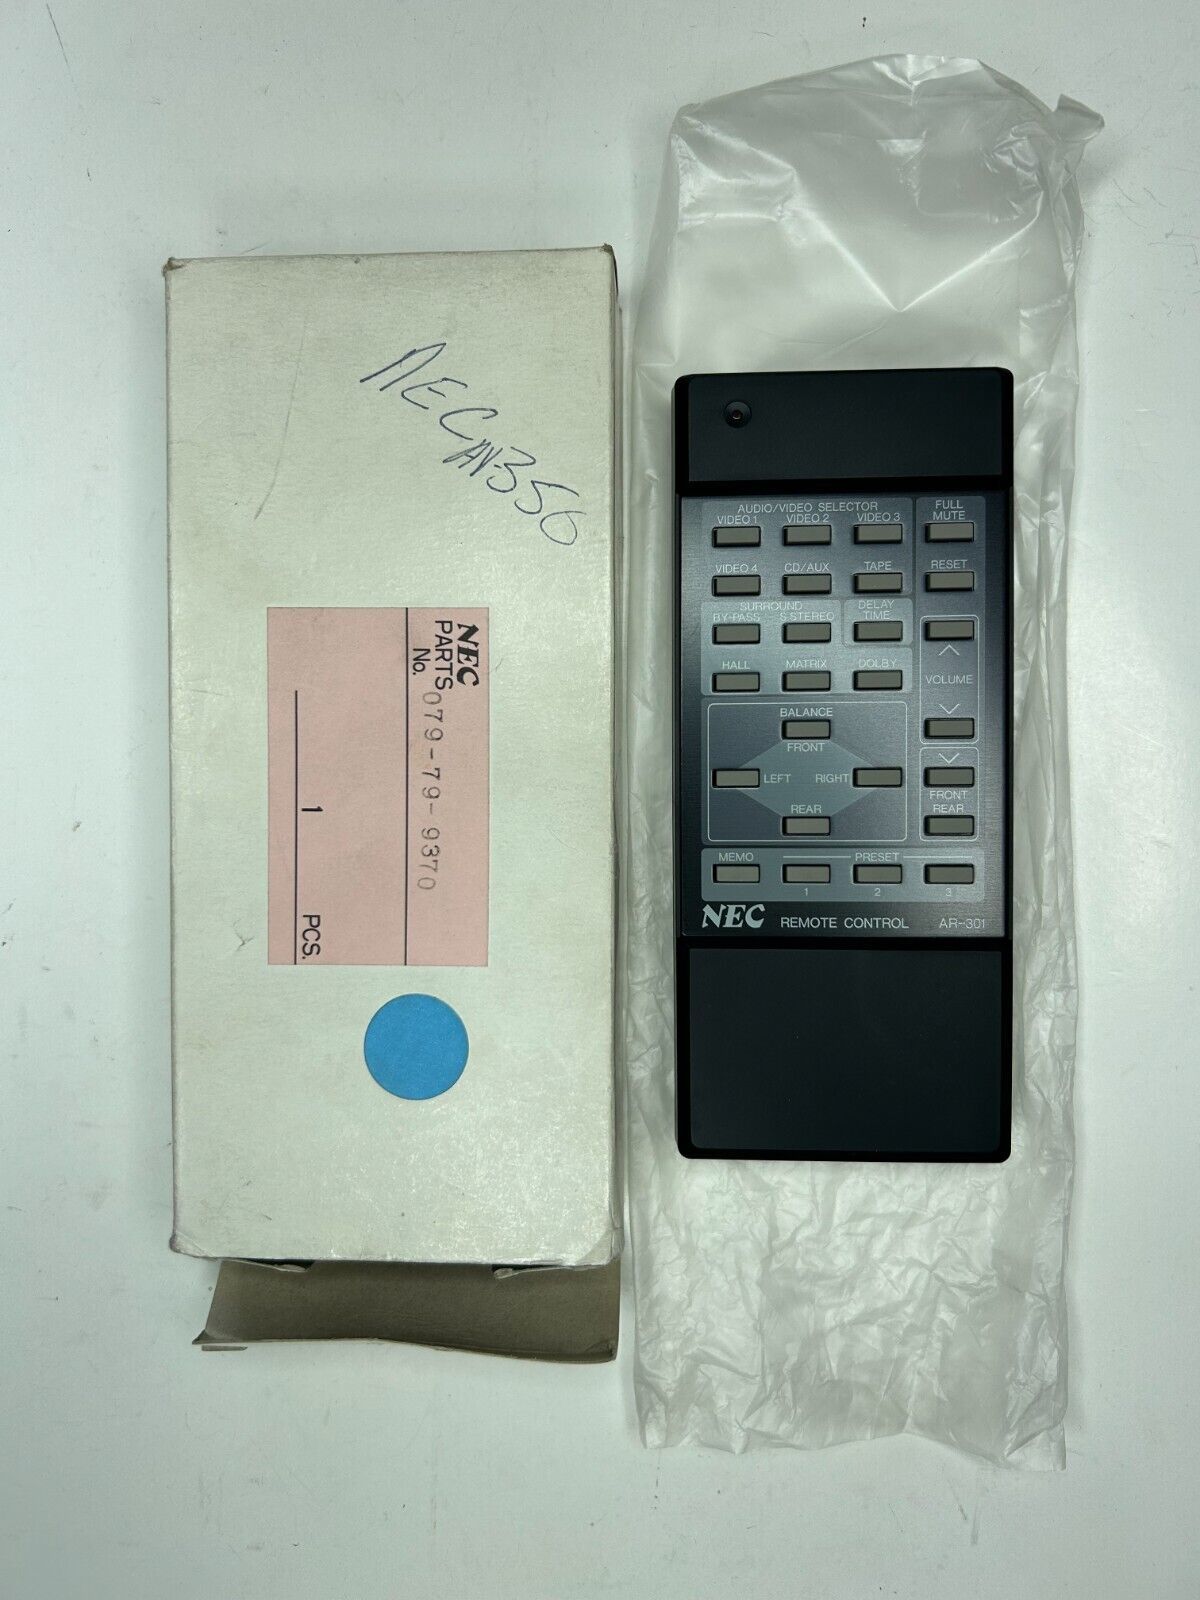 NEC
AV350
NEC
PARTS
No. 079-79-9370
1 PCS.
AUDIO/VIDEO SELECTOR
FULL
MUTE
VIDEO 1 VIDEO 2 VIDEO 3
VIDEO 4 CD/AUX TAPE RESET
SURROUND
BY-PASS S.STEREO
DELAY
TIME
HALL MATRIX DOLBY
VOLUME
BALANCE
FRONT
LEFT RIGHT
REAR
FRONT
REAR
MEMO PRESET
1 2 3
NEC REMOTE CONTROL AR-301